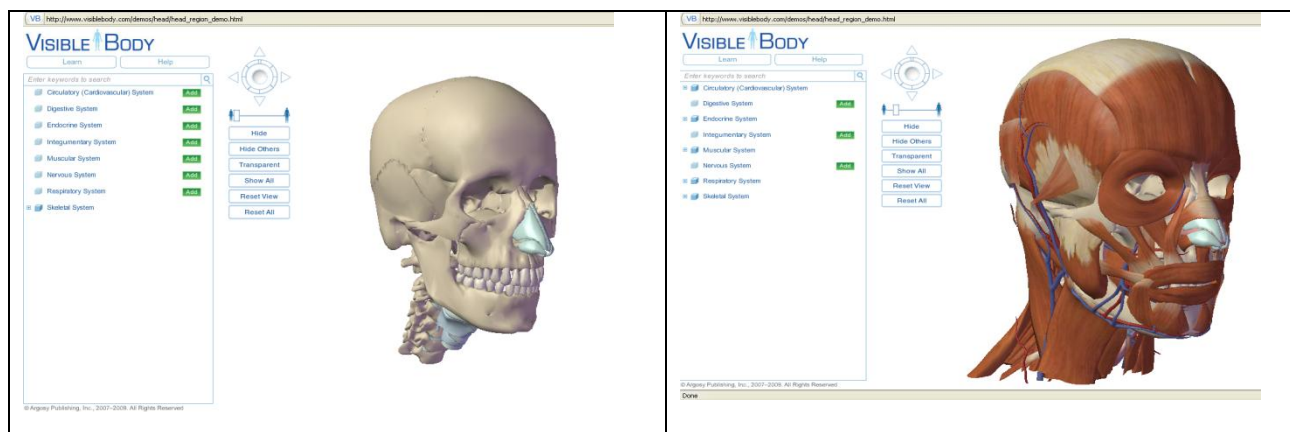 VB http://www.visiblebody.com/demos/head/head_region_demo.html
VISIBLE BODY
Learn Help
Enter keywords to search
Circulatory (Cardiovascular) System Add
Digestive System Add
Endocrine System Add
Integumentary System Add
Muscular System Add
Nervous System Add
Respiratory System Add
Skeletal System
Hide
Hide Others
Transparent
Show All
Reset View
Reset All
© Argosy Publishing, Inc., 2007-2009. All Rights Reserved
VB http://www.visiblebody.com/demos/head/head_region_demo.html
VISIBLE BODY
Learn Help
Enter keywords to search
Circulatory (Cardiovascular) System
Digestive System Add
Endocrine System
Integumentary System Add
Muscular System
Nervous System Add
Respiratory System
Skeletal System
Hide
Hide Others
Transparent
Show All
Reset View
Reset All
© Argosy Publishing, Inc., 2007-2009. All Rights Reserved
Done